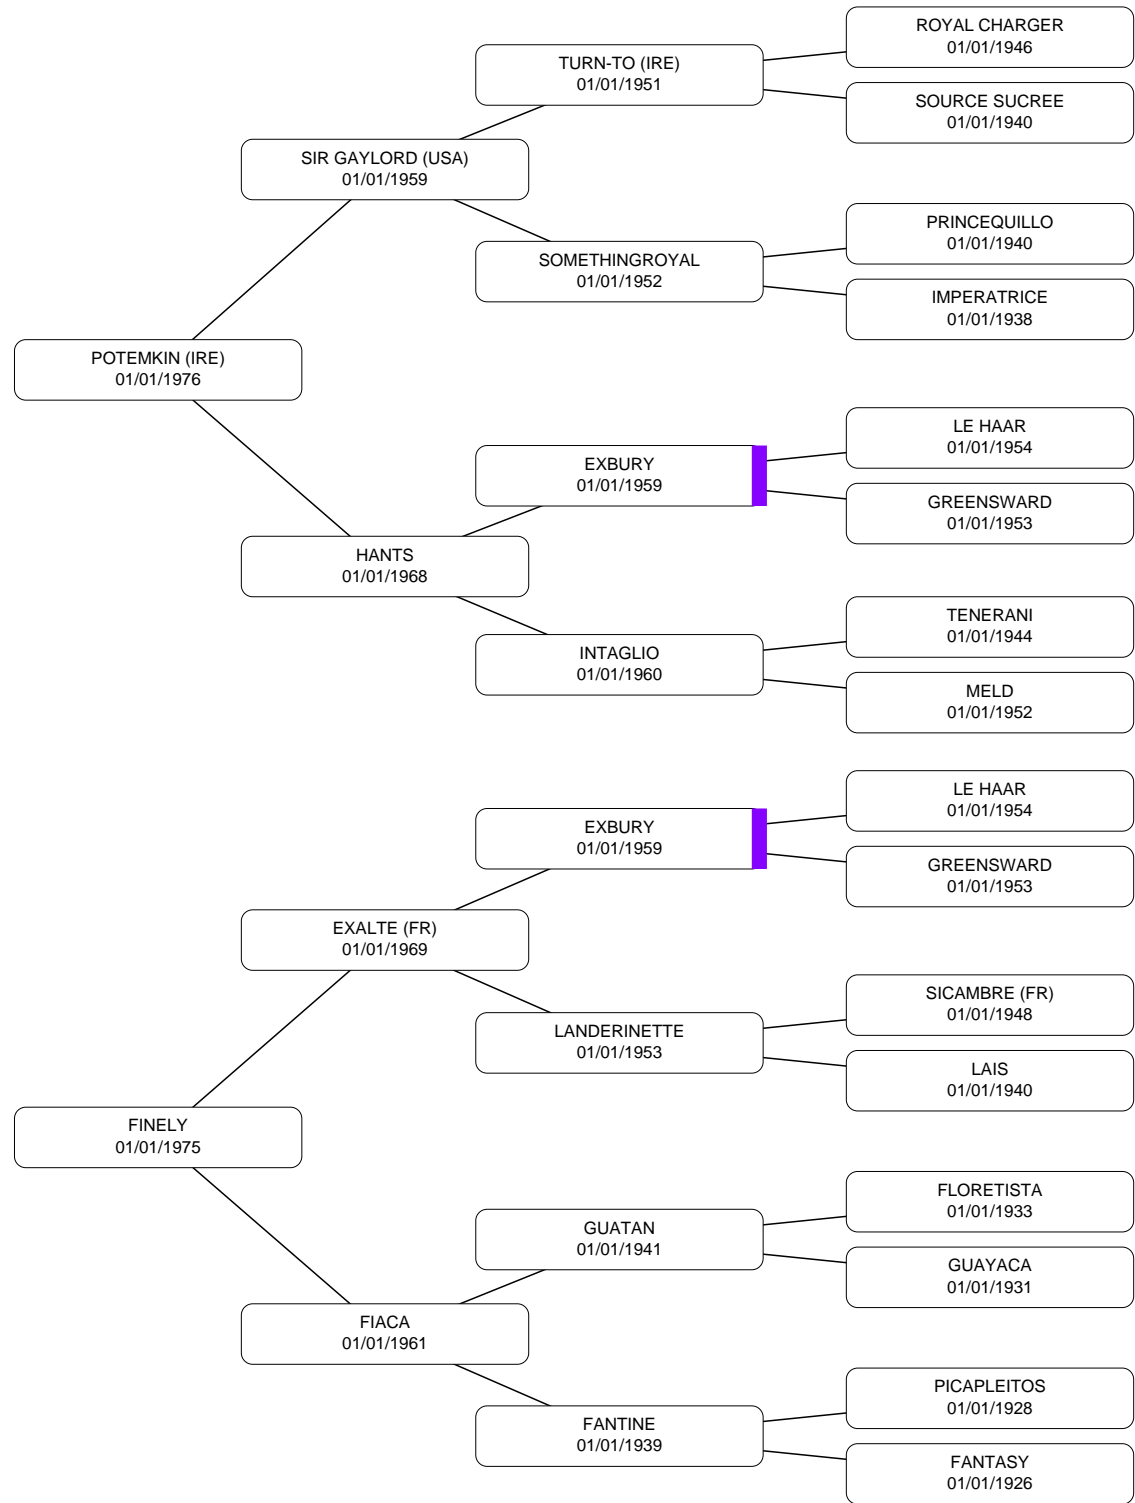 ROYAL CHARGER
01/01/1946
TURN-TO (IRE)
01/01/1951
SOURCE SUCREE
01/01/1940
SIR GAYLORD (USA)
01/01/1959
PRINCEQUILLO
01/01/1940
SOMETHINGROYAL
01/01/1952
IMPERATRICE
01/01/1938
POTEMKIN (IRE)
01/01/1976
LE HAAR
01/01/1954
EXBURY
01/01/1959
GREENSWARD
01/01/1953
HANTS
01/01/1968
TENERANI
01/01/1944
INTAGLIO
01/01/1960
MELD
01/01/1952
LE HAAR
01/01/1954
EXBURY
01/01/1959
GREENSWARD
01/01/1953
EXALTE (FR)
01/01/1969
SICAMBRE (FR)
01/01/1948
LANDERINETTE
01/01/1953
LAIS
01/01/1940
FINELY
01/01/1975
FLORETISTA
01/01/1933
GUATAN
01/01/1941
GUAYACA
01/01/1931
FIACA
01/01/1961
PICAPLEITOS
01/01/1928
FANTINE
01/01/1939
FANTASY
01/01/1926